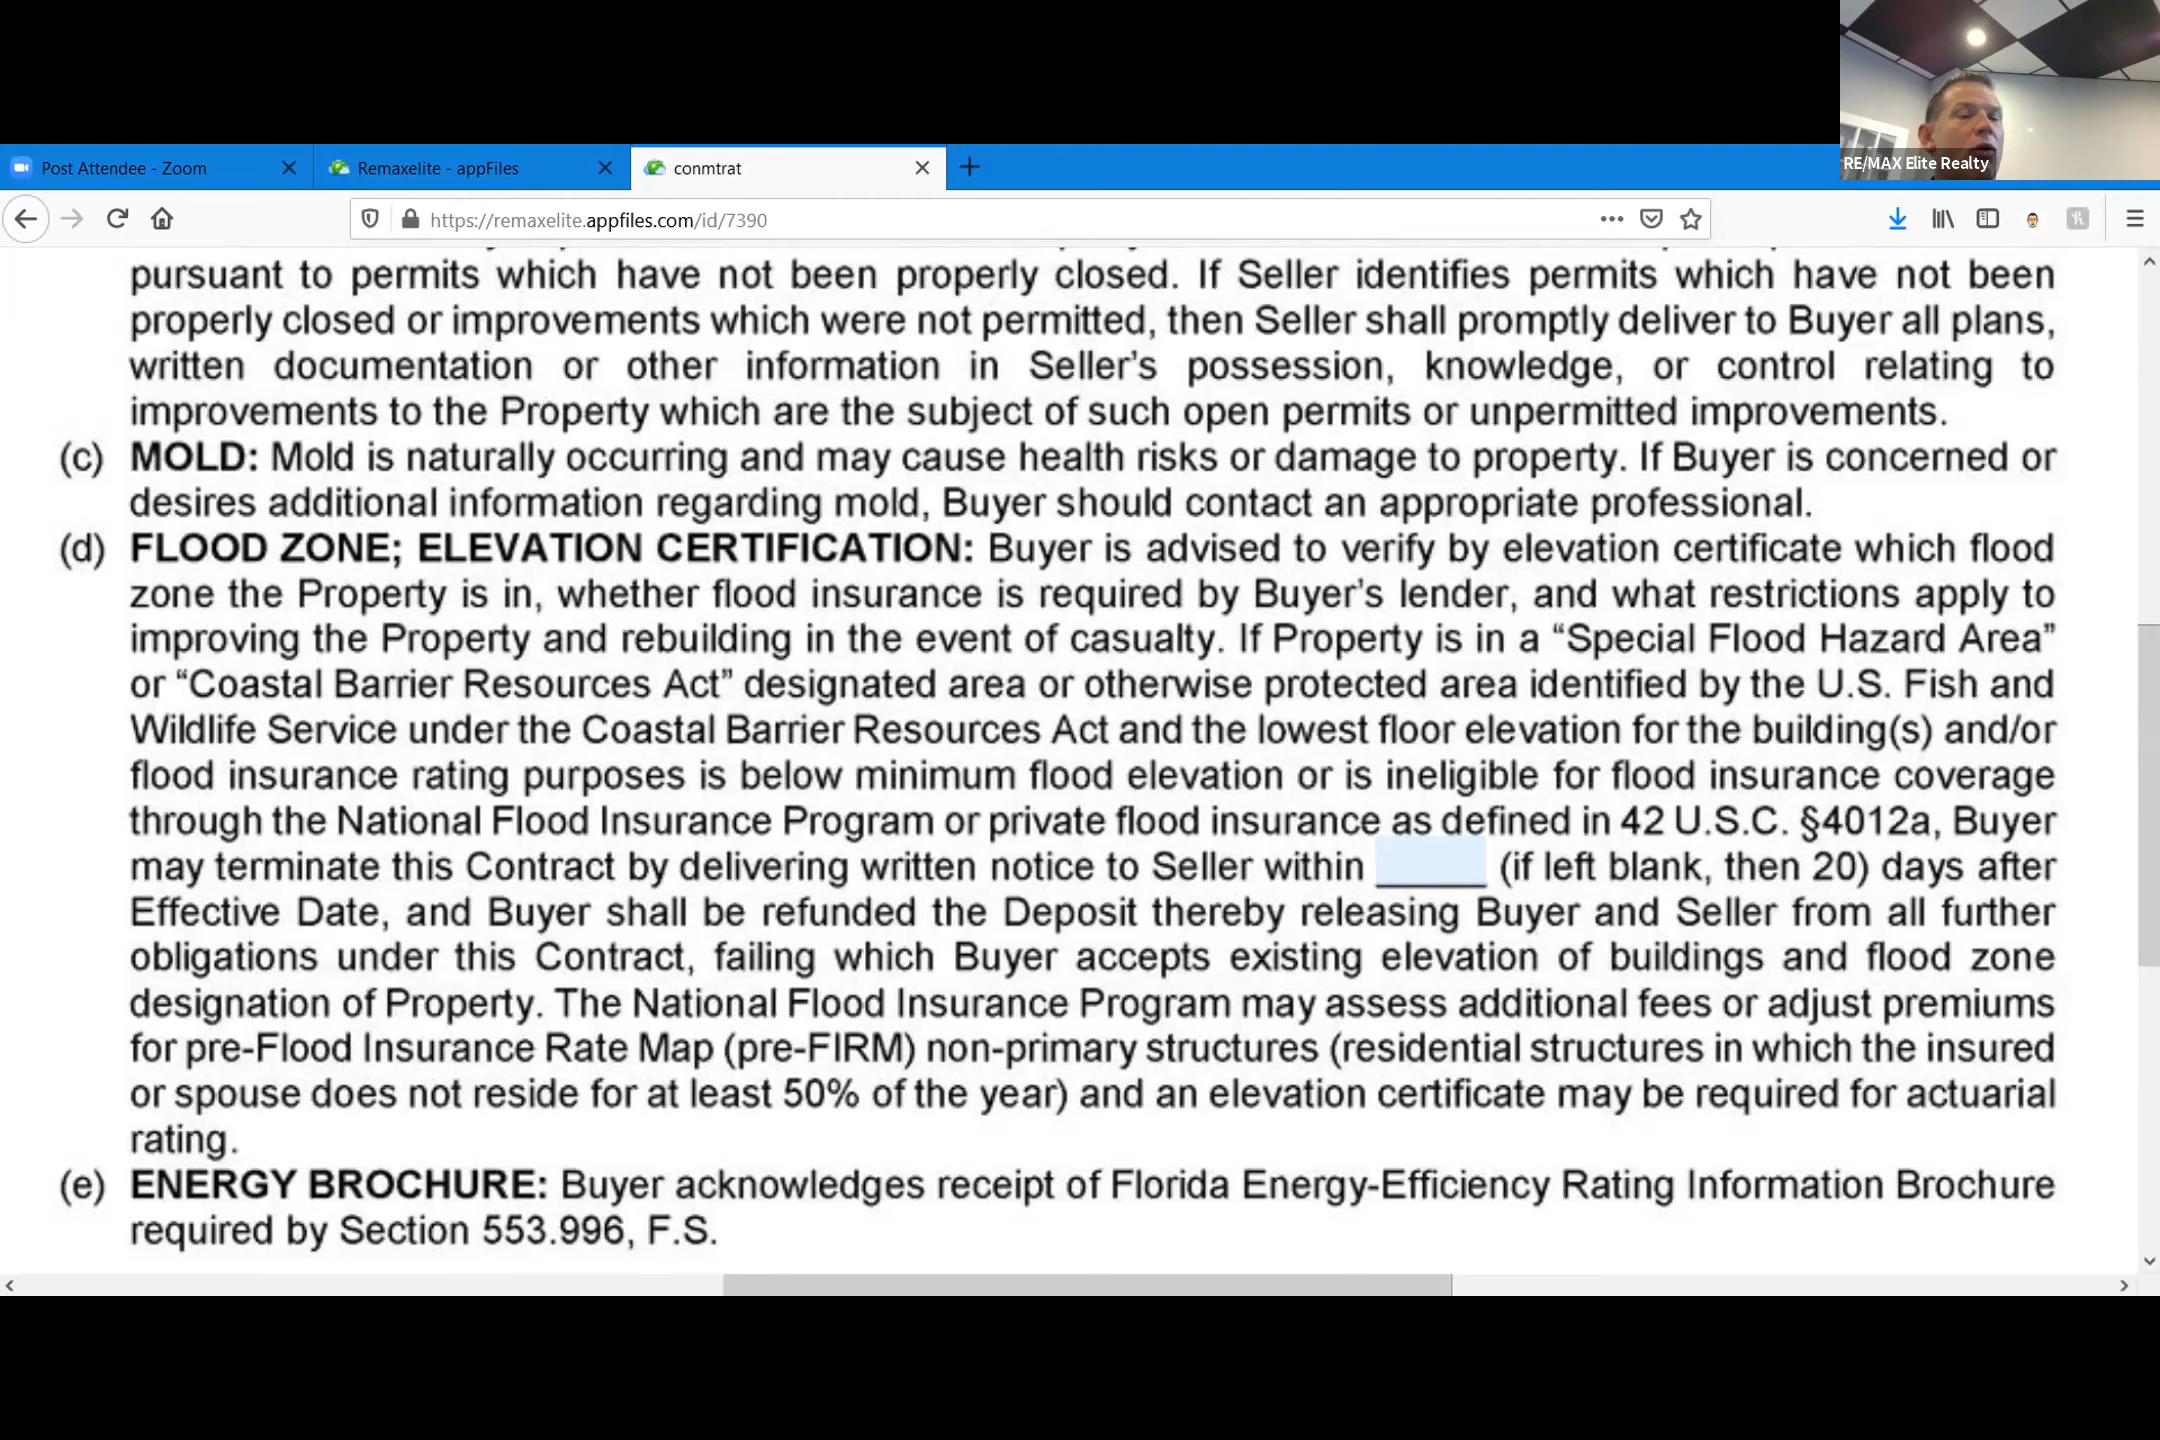 RE/MAX Elite Realty
Post Attendee - Zoom
Remaxelite - appFiles
conmtrat
https://remaxelite.appfiles.com/id/7390
pursuant to permits which have not been properly closed. If Seller identifies permits which have not been
properly closed or improvements which were not permitted, then Seller shall promptly deliver to Buyer all plans,
written documentation or other information in Seller's possession, knowledge, or control relating to
improvements to the Property which are the subject of such open permits or unpermitted improvements.
(c) MOLD: Mold is naturally occurring and may cause health risks or damage to property. If Buyer is concerned or
desires additional information regarding mold, Buyer should contact an appropriate professional.
(d) FLOOD ZONE; ELEVATION CERTIFICATION: Buyer is advised to verify by elevation certificate which flood
zone the Property is in, whether flood insurance is required by Buyer's lender, and what restrictions apply to
improving the Property and rebuilding in the event of casualty. If Property is in a “Special Flood Hazard Area”
or “Coastal Barrier Resources Act” designated area or otherwise protected area identified by the U.S. Fish and
Wildlife Service under the Coastal Barrier Resources Act and the lowest floor elevation for the building(s) and/or
flood insurance rating purposes is below minimum flood elevation or is ineligible for flood insurance coverage
through the National Flood Insurance Program or private flood insurance as defined in 42 U.S.C. §4012a, Buyer
may terminate this Contract by delivering written notice to Seller within ______ (if left blank, then 20) days after
Effective Date, and Buyer shall be refunded the Deposit thereby releasing Buyer and Seller from all further
obligations under this Contract, failing which Buyer accepts existing elevation of buildings and flood zone
designation of Property. The National Flood Insurance Program may assess additional fees or adjust premiums
for pre-Flood Insurance Rate Map (pre-FIRM) non-primary structures (residential structures in which the insured
or spouse does not reside for at least 50% of the year) and an elevation certificate may be required for actuarial
rating.
(e) ENERGY BROCHURE: Buyer acknowledges receipt of Florida Energy-Efficiency Rating Information Brochure
required by Section 553.996, F.S.